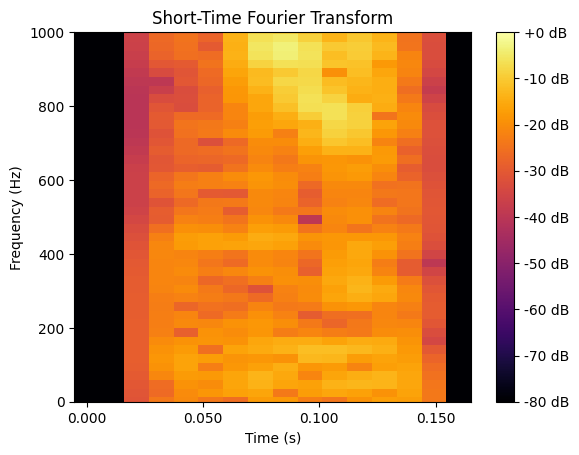 Short-Time Fourier Transform
1000
800
600
400
200
0
Frequency (Hz)
0.000
0.050
0.100
0.150
Time (s)
+0 dB
-10 dB
-20 dB
-30 dB
-40 dB
-50 dB
-60 dB
-70 dB
-80 dB